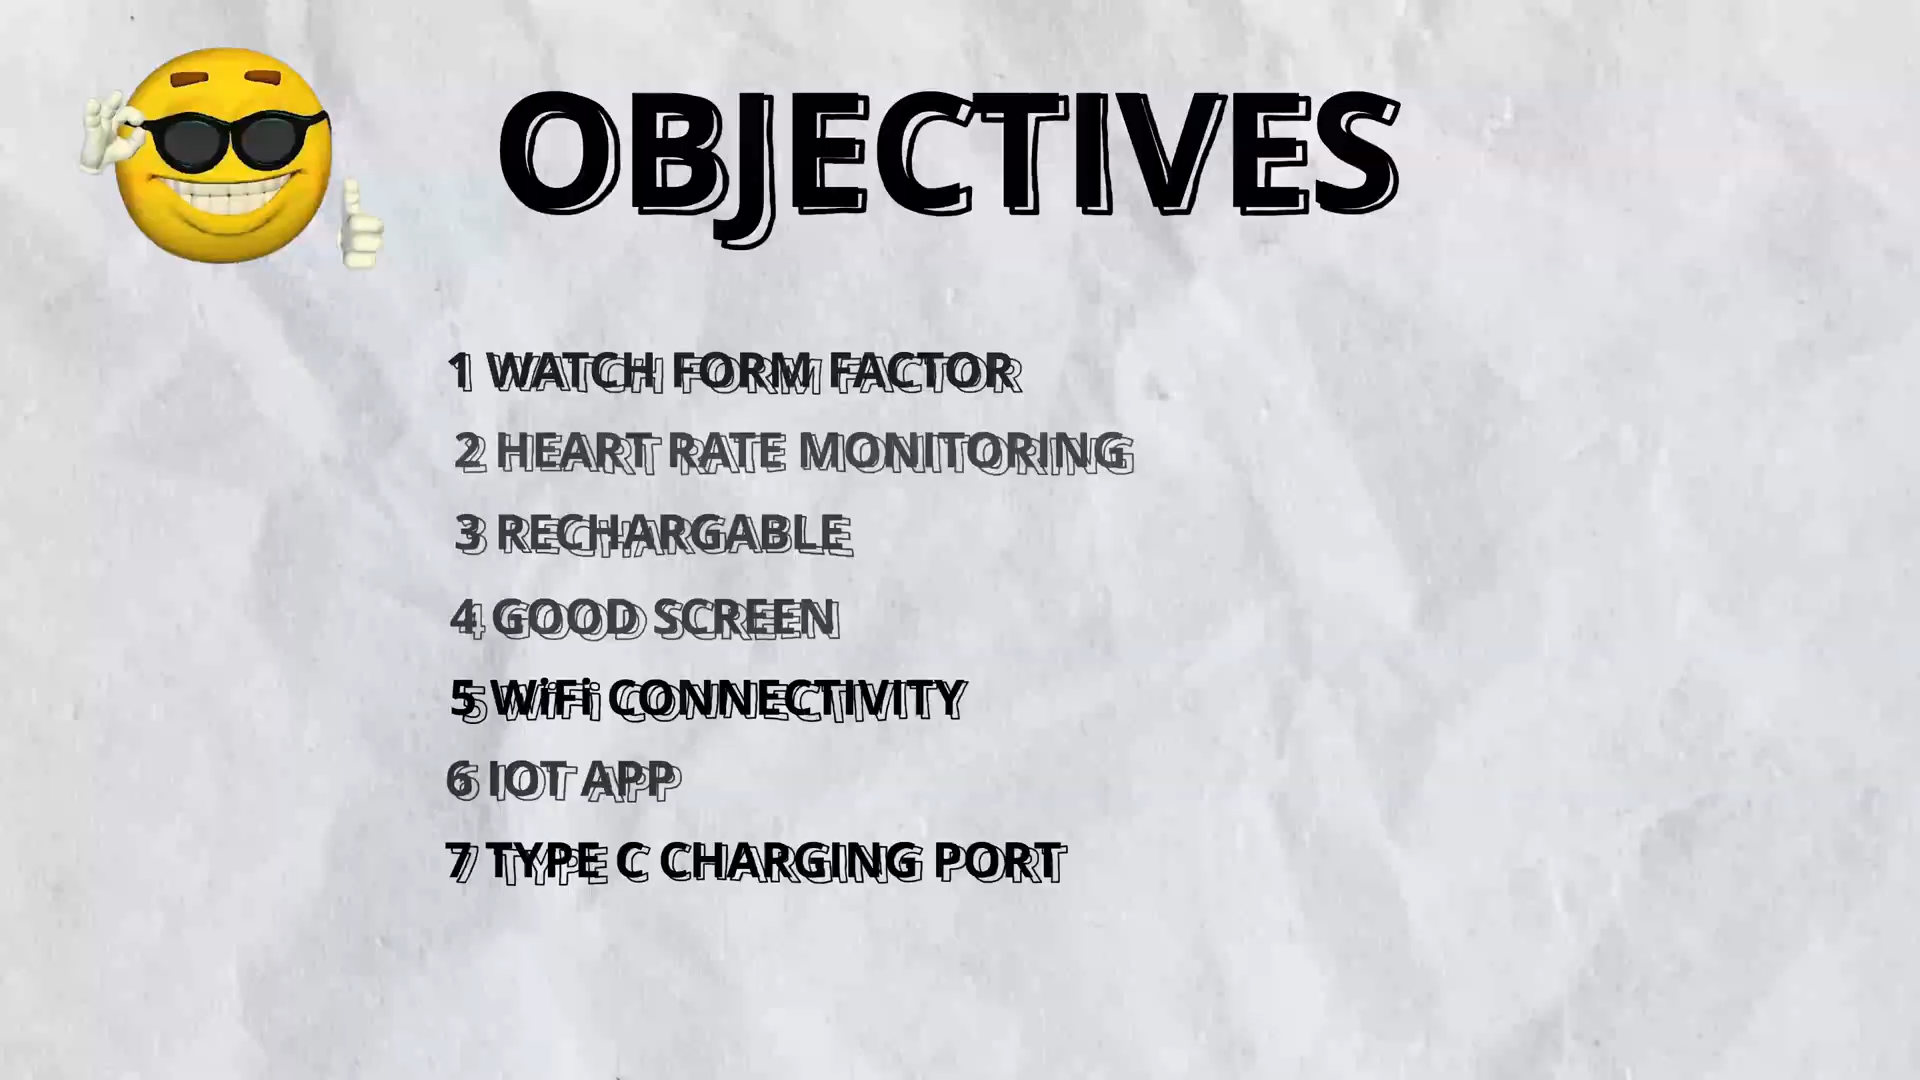 OBJECTIVES
1 WATCH FORM FACTOR
2 HEART RATE MONITORING
3 RECHARGABLE
4 GOOD SCREEN
5 WiFi CONNECTIVITY
6 IOT APP
7 TYPE C CHARGING PORT